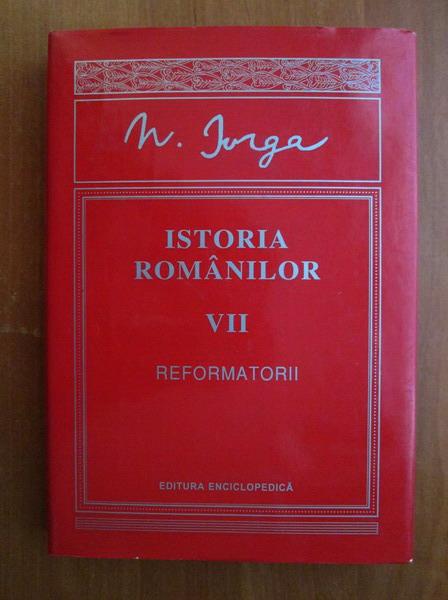 N. Iorga
ISTORIA
ROMÂNILOR
VII
REFORMATORII
EDITURA ENCICLOPEDICĂ